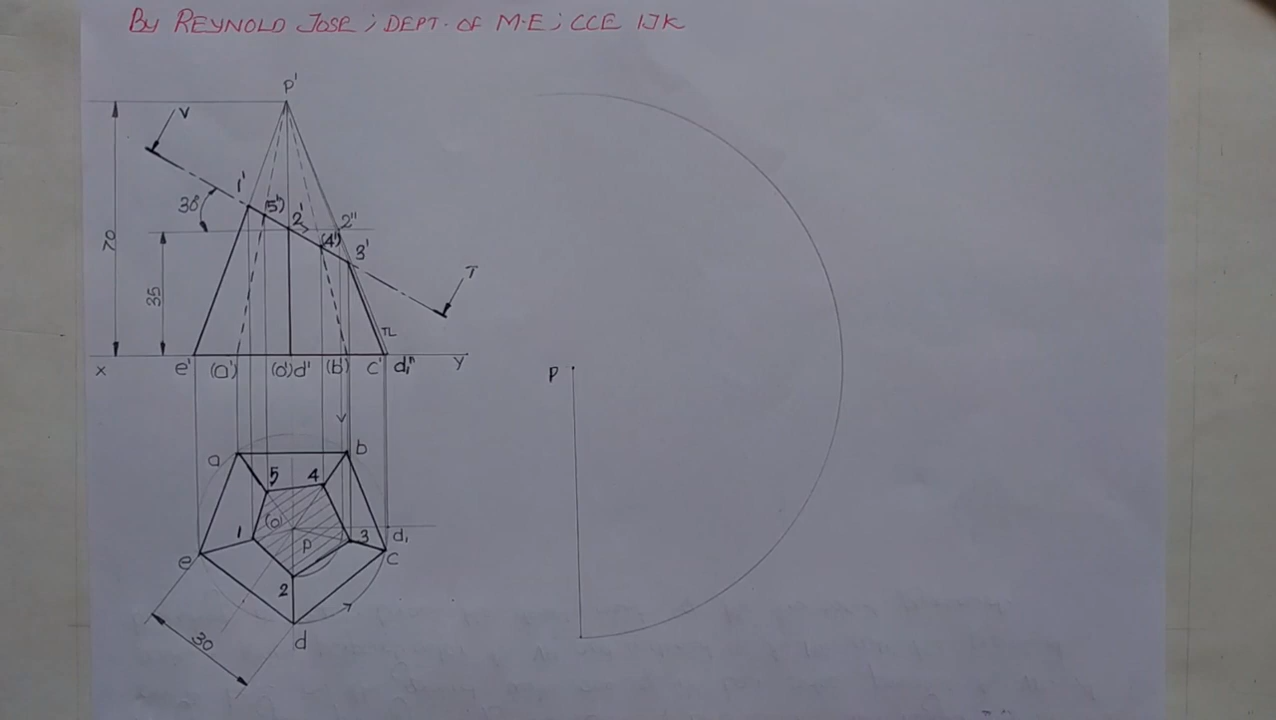 By REYNOLD JOSE ; DEPT. OF M.E ; CCE IJK
p'
V
1'
(5')
30
2'
2"
(4')
3'
70
T
35
x
e'
(a')
(o')d'
(b')
c'
d₁"
y
P
a
b
5
4
1
(o)
3
d₁
e
P
c
2
30
d